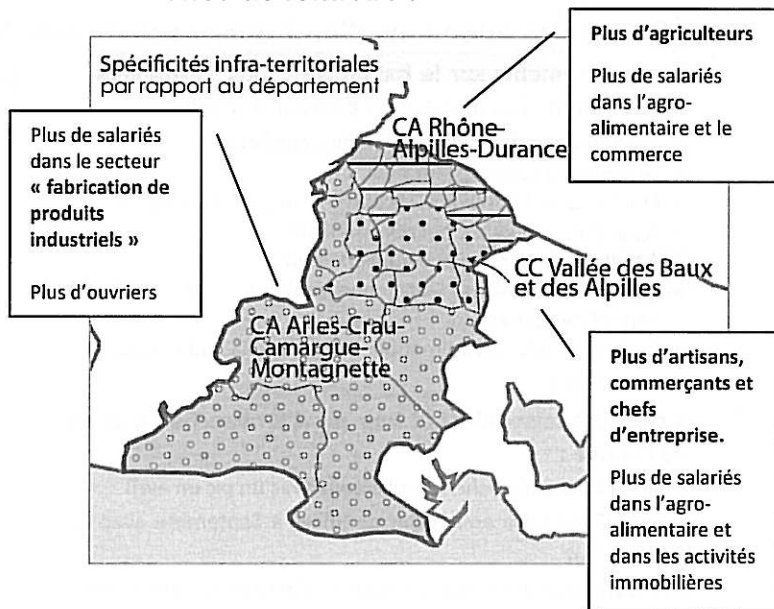 Spécificités infra-territoriales
par rapport au département
Plus d'agriculteurs
Plus de salariés
dans l'agro-
alimentaire et le
commerce
Plus de salariés
dans le secteur
« fabrication de
produits
industriels »
Plus d'ouvriers
CA Rhône-
Alpilles-Durance
CC Vallée des Baux
et des Alpilles
CA Arles-Crau-
Camargue-
Montagnette
Plus d'artisans,
commerçants et
chefs
d'entreprise.
Plus de salariés
dans l'agro-
alimentaire et
dans les activités
immobilières